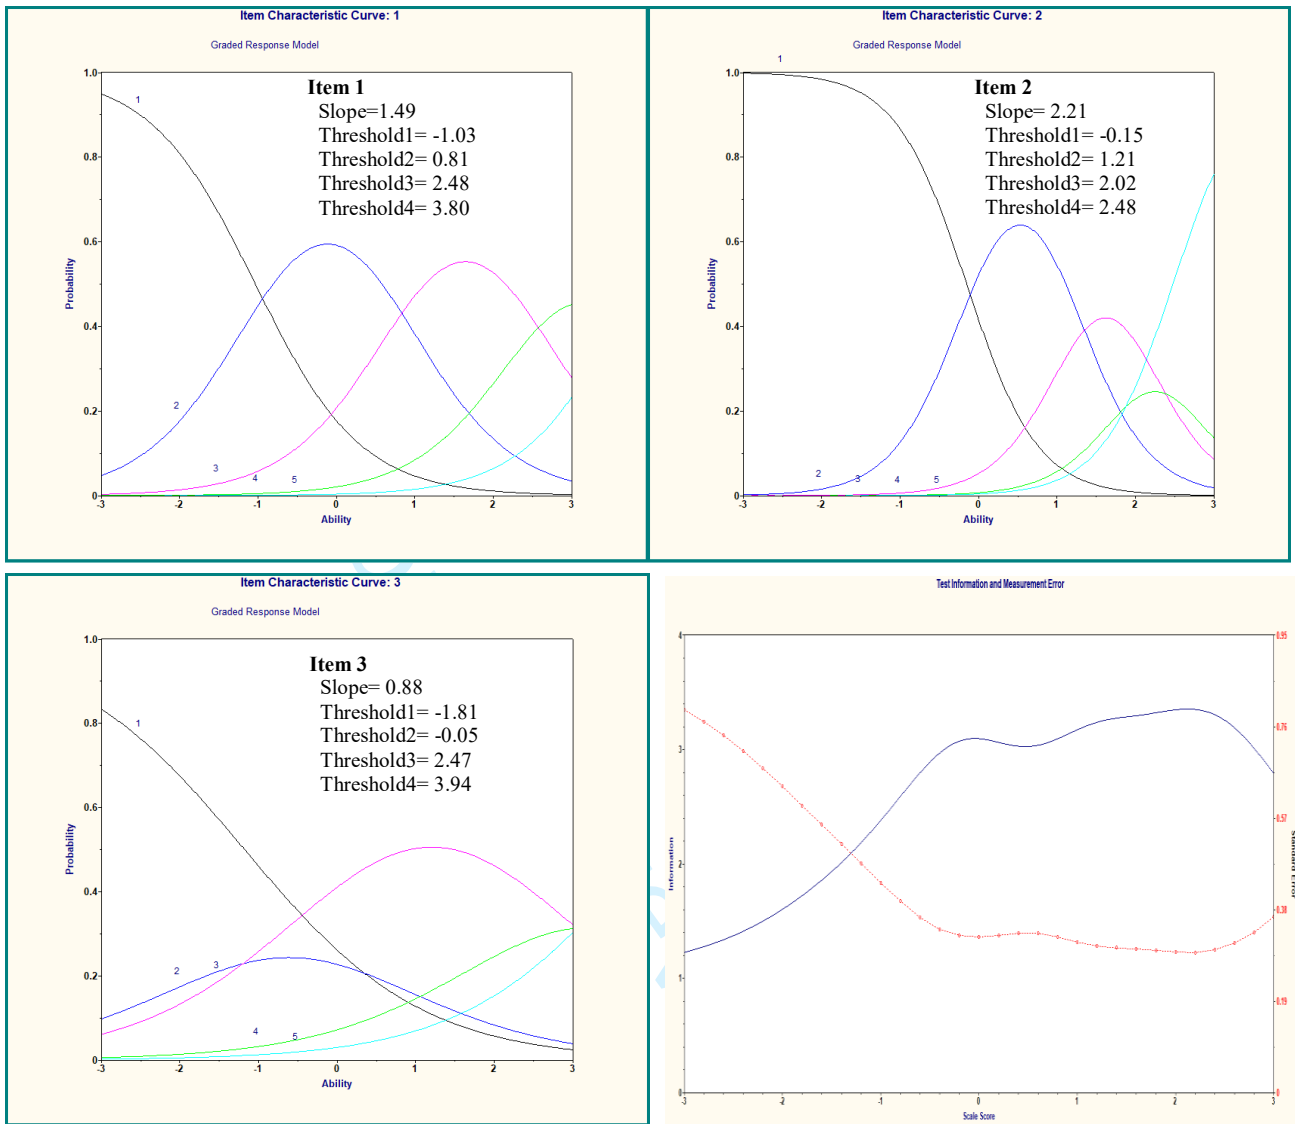 Item Characteristic Curve: 1
Graded Response Model
Item 1
Slope=1.49
Threshold1= -1.03
Threshold2= 0.81
Threshold3= 2.48
Threshold4= 3.80
1.0
0.8
0.6
0.4
0.2
0
Probability
1
2
3
4
5
-3 -2 -1 0 1 2 3
Ability
Item Characteristic Curve: 2
Graded Response Model
Item 2
Slope= 2.21
Threshold1= -0.15
Threshold2= 1.21
Threshold3= 2.02
Threshold4= 2.48
1.0
0.8
0.6
0.4
0.2
0
Probability
1
2
3
4
5
-3 -2 -1 0 1 2 3
Ability
Item Characteristic Curve: 3
Graded Response Model
Item 3
Slope= 0.88
Threshold1= -1.81
Threshold2= -0.05
Threshold3= 2.47
Threshold4= 3.94
1.0
0.8
0.6
0.4
0.2
0
Probability
1
2
3
4
5
-3 -2 -1 0 1 2 3
Ability
Test Information and Measurement Error
4
3
2
1
0
Information
0.95
0.76
0.57
0.38
0.19
0
Standard Error
-3 -2 -1 0 1 2 3
Scale Score